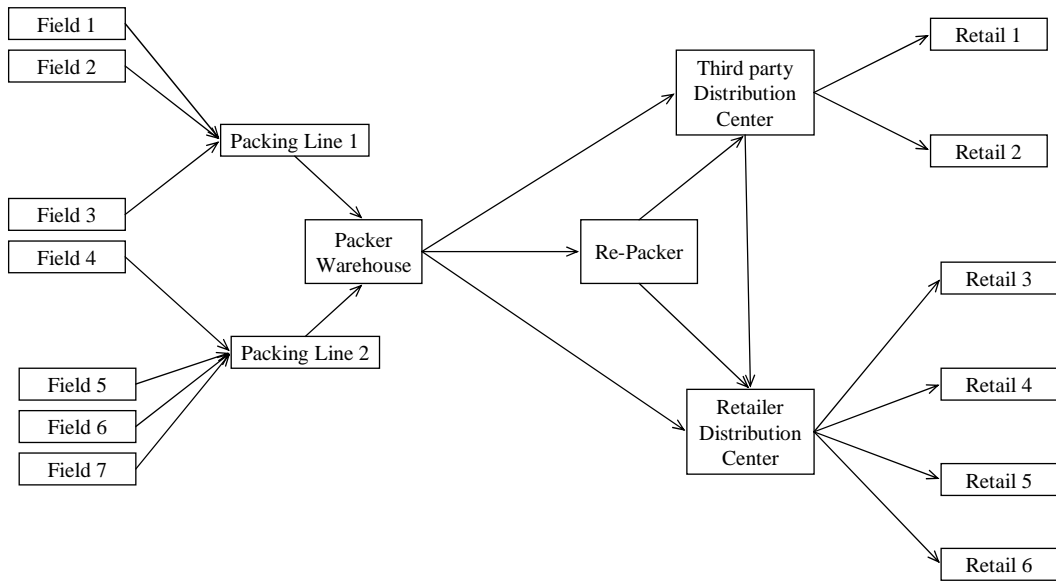 Field 1
Field 2
Field 3
Field 4
Field 5
Field 6
Field 7
Packing Line 1
Packing Line 2
Packer
Warehouse
Re-Packer
Third party
Distribution
Center
Retailer
Distribution
Center
Retail 1
Retail 2
Retail 3
Retail 4
Retail 5
Retail 6